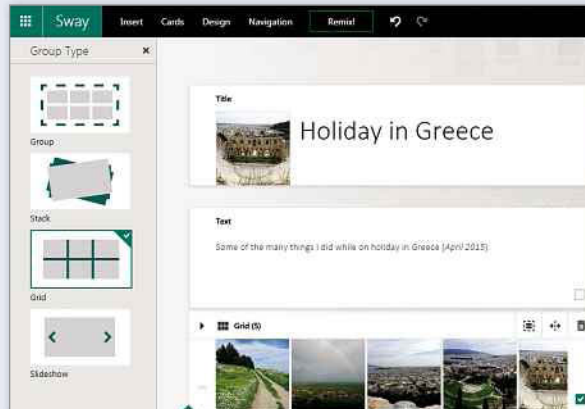 Sway Insert Cards Design Navigation Remix!
Group Type
Group
Stack
Grid
Slideshow
Title
Holiday in Greece
Text
Some of the many things I did while on holiday in Greece (April 2015).
Grid (5)